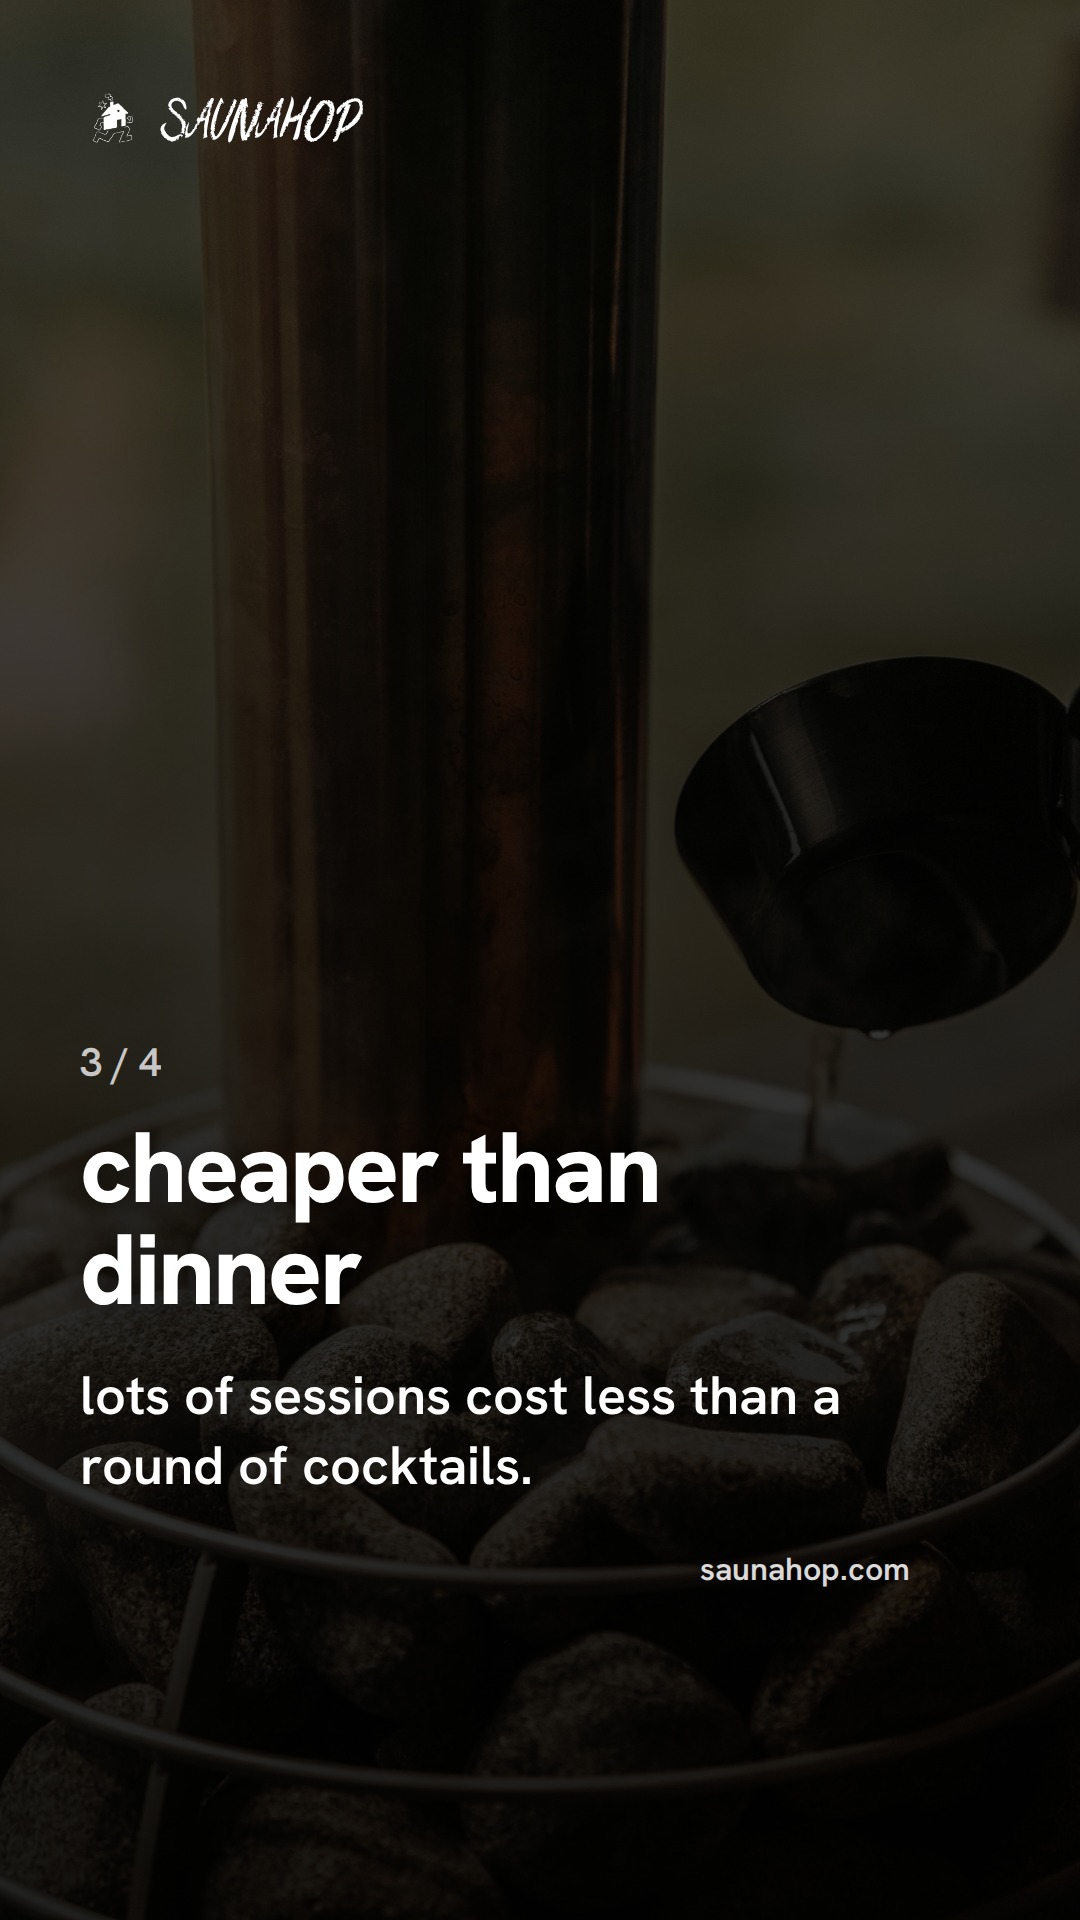 SAUNAHOP
3 / 4
cheaper than
dinner
lots of sessions cost less than a
round of cocktails.
saunahop.com